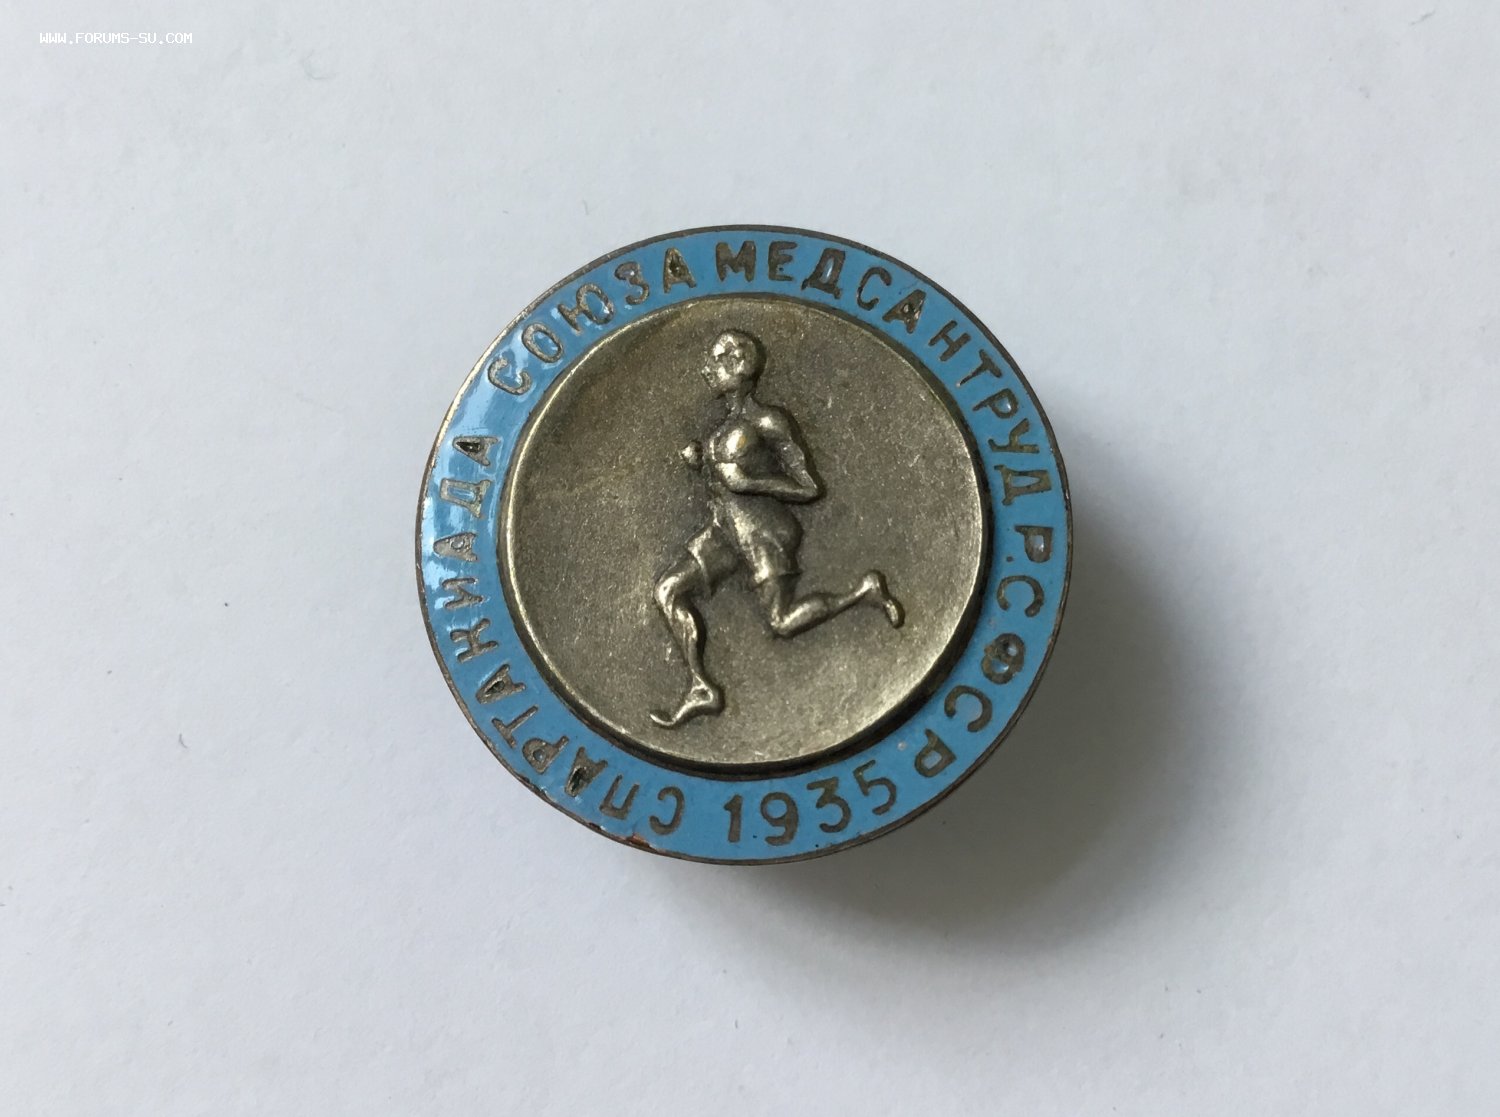 WWW.FORUMS-SU.COM
СПАРТАКИАДА СОЮЗА МЕДСАНТРУД Р.С.Ф.С.Р
1935